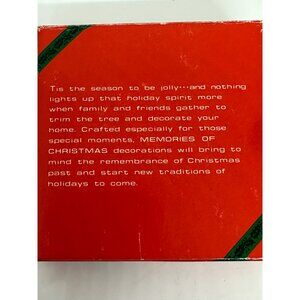 Tis the season to be jolly---and nothing
lights up that holiday spirit more
when family and friends gather to
trim the tree and decorate your
home. Crafted especially for those
special moments, MEMORIES OF
CHRISTMAS decorations will bring to
mind the remembrance of Christmas
past and start new traditions of
holidays to come.